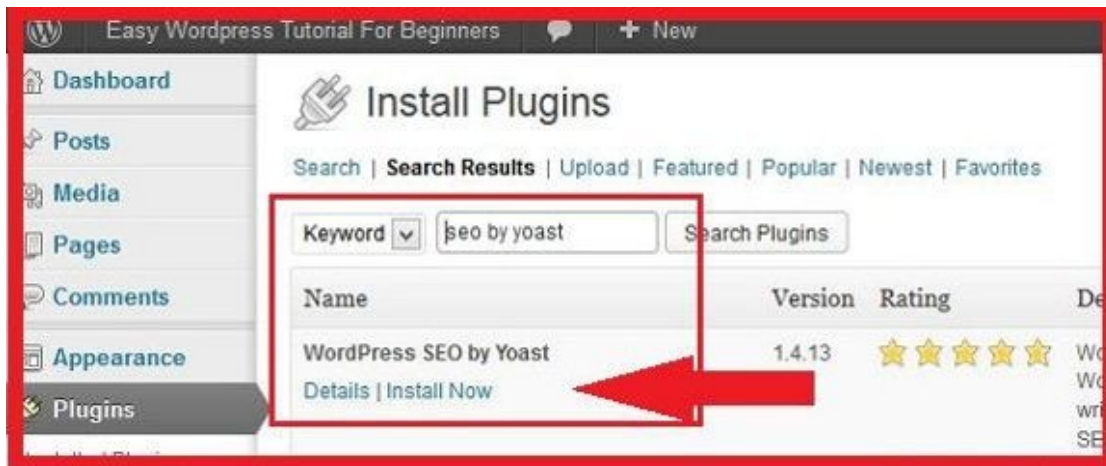 Easy Wordpress Tutorial For Beginners + New
Dashboard
Posts
Media
Pages
Comments
Appearance
Plugins
Install Plugins
Search | Search Results | Upload | Featured | Popular | Newest | Favorites
Keyword seo by yoast Search Plugins
Name Version Rating
WordPress SEO by Yoast 1.4.13
Details | Install Now
SE